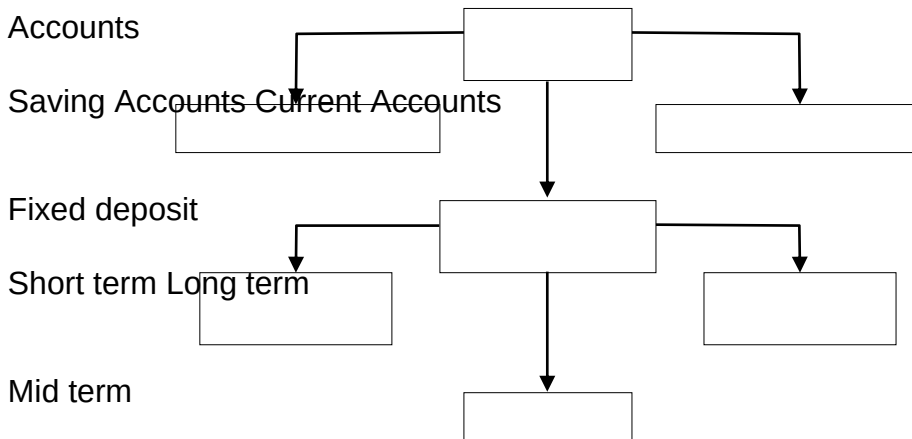 Accounts
Saving Accounts Current Accounts
Fixed deposit
Short term Long term
Mid term